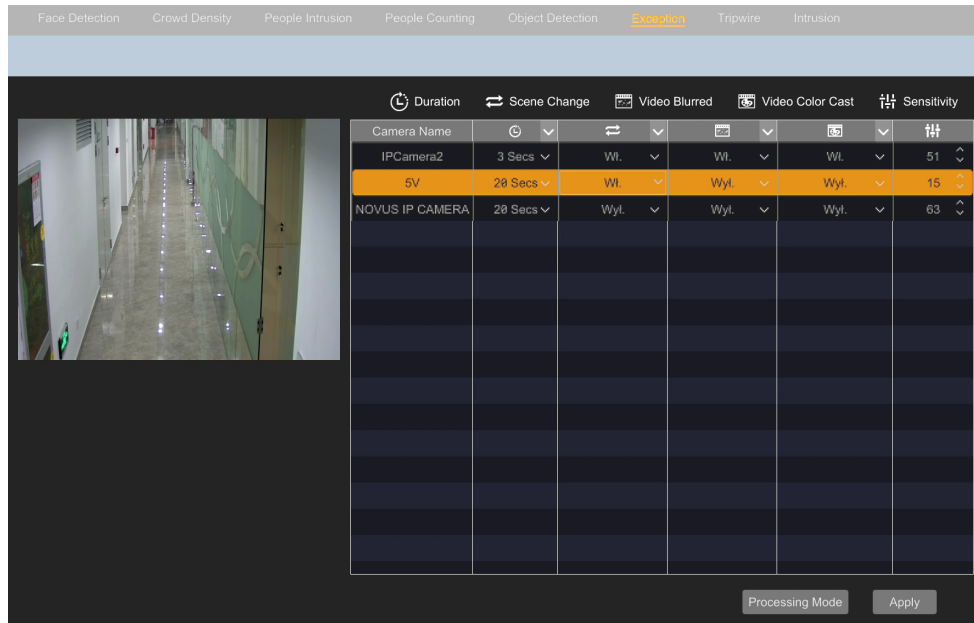 Face Detection Crowd Density People Intrusion People Counting Object Detection Exception Tripwire Intrusion
Duration Scene Change Video Blurred Video Color Cast Sensitivity
Camera Name
IPCamera2 3 Secs Wł. Wł. Wł. 51
5V 20 Secs Wł. Wył. Wył. 15
NOVUS IP CAMERA 20 Secs Wył. Wył. Wył. 63
Processing Mode Apply